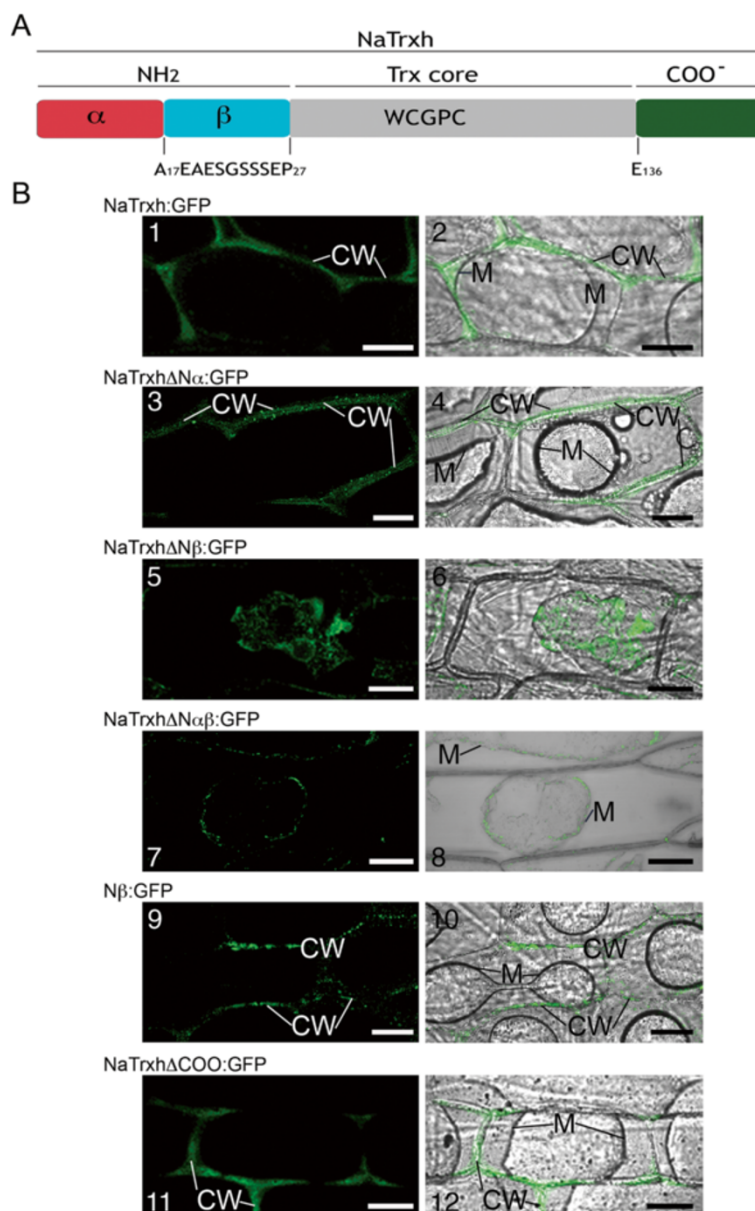 A
NaTrxh
NH2 Trx core COO⁻
α β WCGPC
A₁₇EAESGSSSEP₂₇ E₁₃₆
B
NaTrxh:GFP
1 CW 2 CW
M M
NaTrxhΔNα:GFP
3 CW CW 4 CW CW
M M
NaTrxhΔNβ:GFP
5 6
NaTrxhΔNαβ:GFP
M
M
7 8
Nβ:GFP
9 CW 10 CW
M
CW CW
NaTrxhΔCOO:GFP
M
11 CW 12 CW